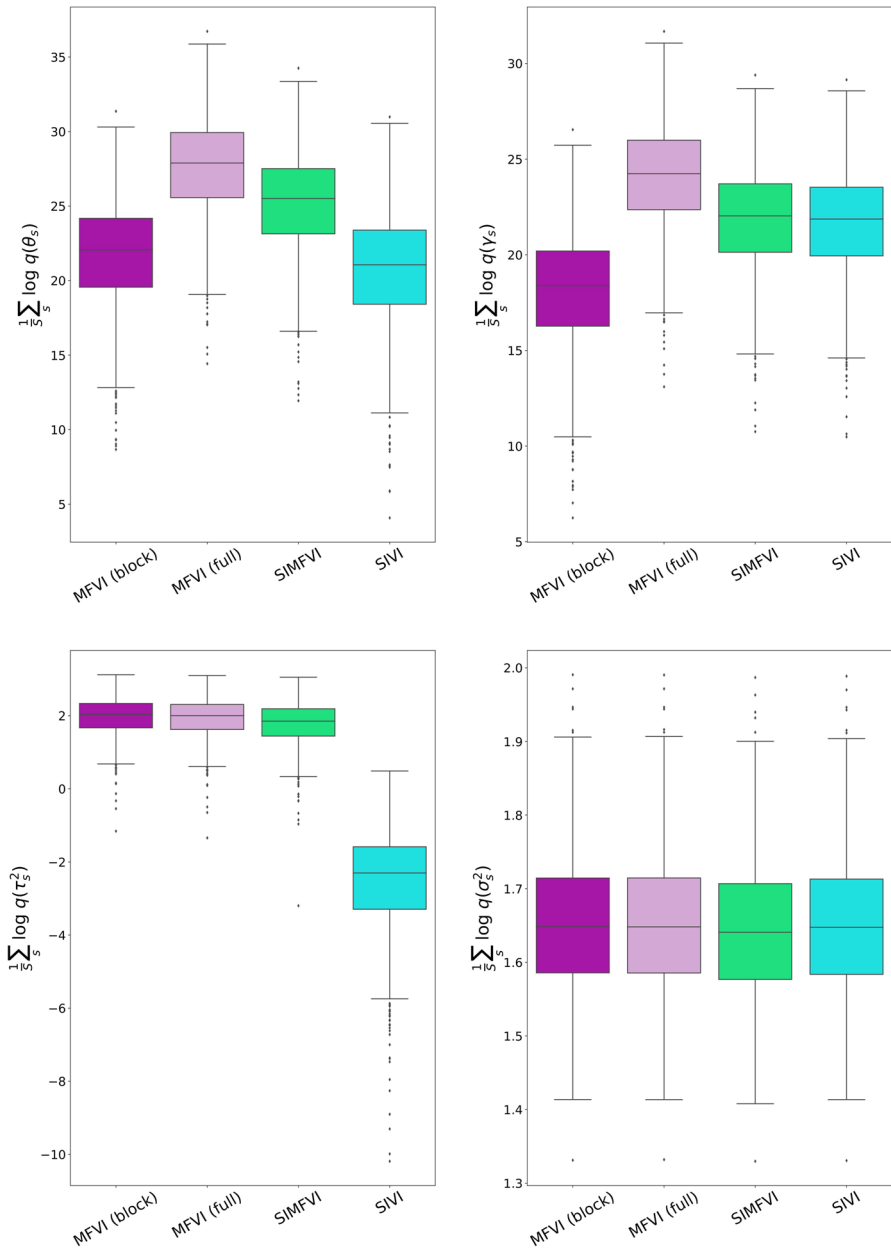 35
30
25
20
15
10
5
1/S ∑_s log q(θ_s)
MFVI (block)
MFVI (full)
SIMFVI
SIVI
30
25
20
15
10
5
1/S ∑_s log q(γ_s)
MFVI (block)
MFVI (full)
SIMFVI
SIVI
2
0
−2
−4
−6
−8
−10
1/S ∑_s log q(τ_s^2)
MFVI (block)
MFVI (full)
SIMFVI
SIVI
2.0
1.9
1.8
1.7
1.6
1.5
1.4
1.3
1/S ∑_s log q(σ_s^2)
MFVI (block)
MFVI (full)
SIMFVI
SIVI